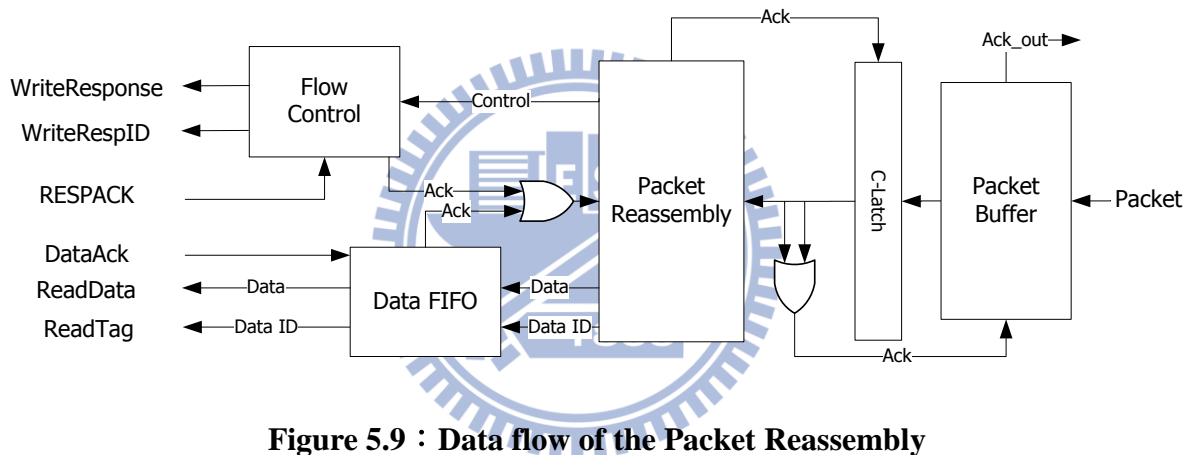 Ack
Ack_out
WriteResponse
WriteRespID
RESPACK
Flow
Control
Control
Ack
Ack
Packet
Reassembly
C-Latch
Packet
Buffer
Packet
DataAck
ReadData
ReadTag
Data
Data ID
Data FIFO
Data
Data ID
Ack
Figure 5.9：Data flow of the Packet Reassembly